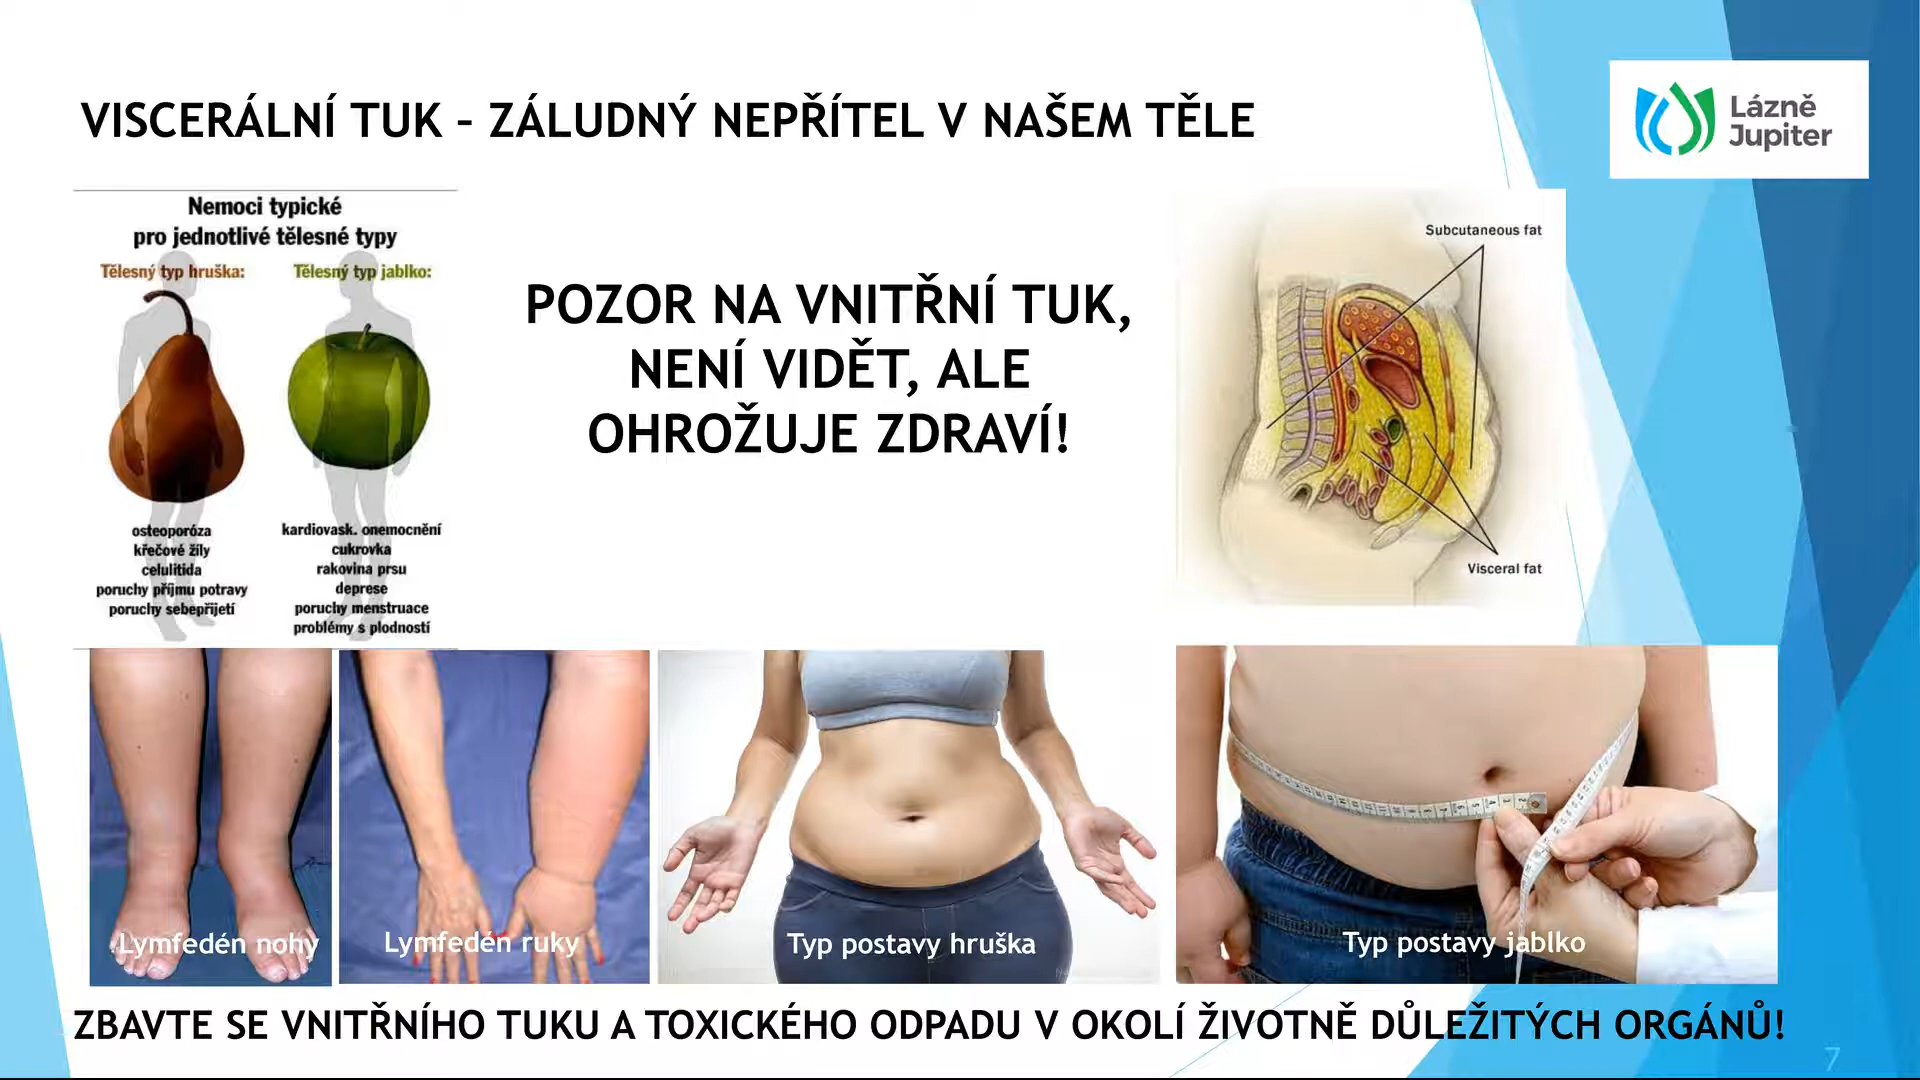 VISCERÁLNÍ TUK – ZÁLUDNÝ NEPŘÍTEL V NAŠEM TĚLE
Lázně
Jupiter
Nemoci typické
pro jednotlivé tělesné typy
Tělesný typ hruška:
osteoporóza
křečové žíly
celulitida
poruchy příjmu potravy
poruchy sebepřijetí
Tělesný typ jablko:
kardiovask. onemocnění
cukrovka
rakovina prsu
deprese
poruchy menstruace
problémy s plodností
POZOR NA VNITŘNÍ TUK,
NENÍ VIDĚT, ALE
OHROŽUJE ZDRAVÍ!
Subcutaneous fat
Visceral fat
Lymfedén nohy
Lymfedén ruky
Typ postavy hruška
Typ postavy jablko
ZBAVTE SE VNITŘNÍHO TUKU A TOXICKÉHO ODPADU V OKOLÍ ŽIVOTNĚ DŮLEŽITÝCH ORGÁNŮ!
7